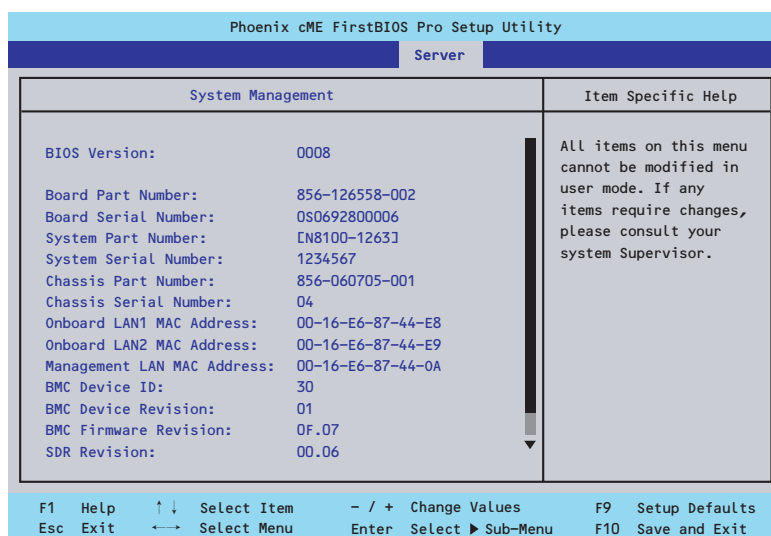 Phoenix cME FirstBIOS Pro Setup Utility
Server
System Management
Item Specific Help
BIOS Version: 0008
Board Part Number: 856-126558-002
Board Serial Number: 0S0692800006
System Part Number: [N8100-1263]
System Serial Number: 1234567
Chassis Part Number: 856-060705-001
Chassis Serial Number: 04
Onboard LAN1 MAC Address: 00-16-E6-87-44-E8
Onboard LAN2 MAC Address: 00-16-E6-87-44-E9
Management LAN MAC Address: 00-16-E6-87-44-0A
BMC Device ID: 30
BMC Device Revision: 01
BMC Firmware Revision: 0F.07
SDR Revision: 00.06
All items on this menu
cannot be modified in
user mode. If any
items require changes,
please consult your
system Supervisor.
F1 Help ↑↓ Select Item - / + Change Values F9 Setup Defaults
Esc Exit ←→ Select Menu Enter Select ▶ Sub-Menu F10 Save and Exit